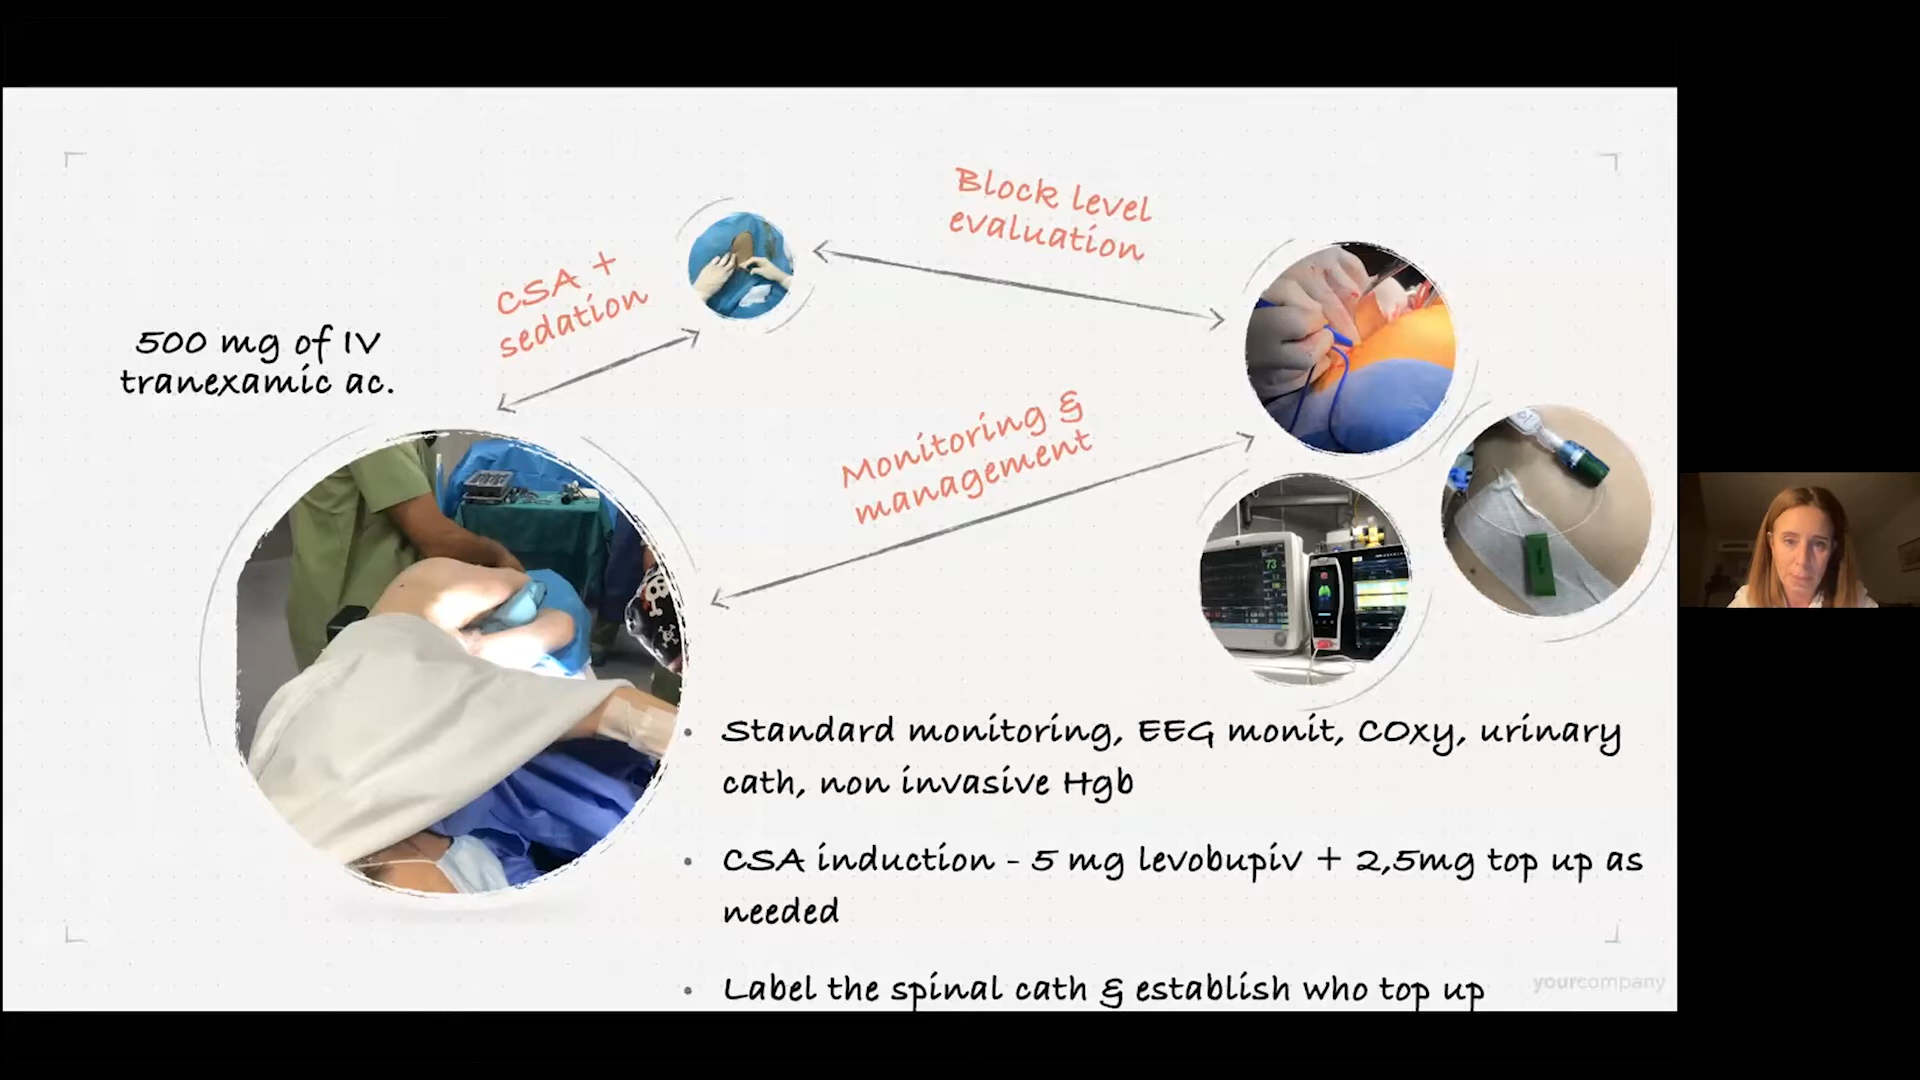 Block level
evaluation
CSA +
sedation
500 mg of IV
tranexamic ac.
Monitoring &
management
73
Standard monitoring, EEG monit, COxy, urinary
cath, non invasive Hgb
CSA induction - 5 mg levobupiv + 2,5mg top up as
needed
Label the spinal cath & establish who top up
yourcompany